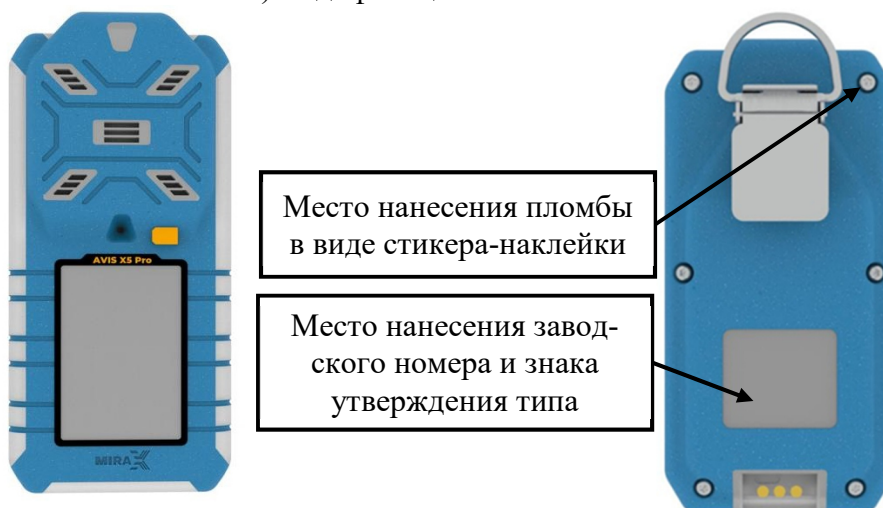 Место нанесения пломбы
в виде стикера-наклейки
AVIS X5 Pro
Место нанесения завод-
ского номера и знака
утверждения типа
MIRA X